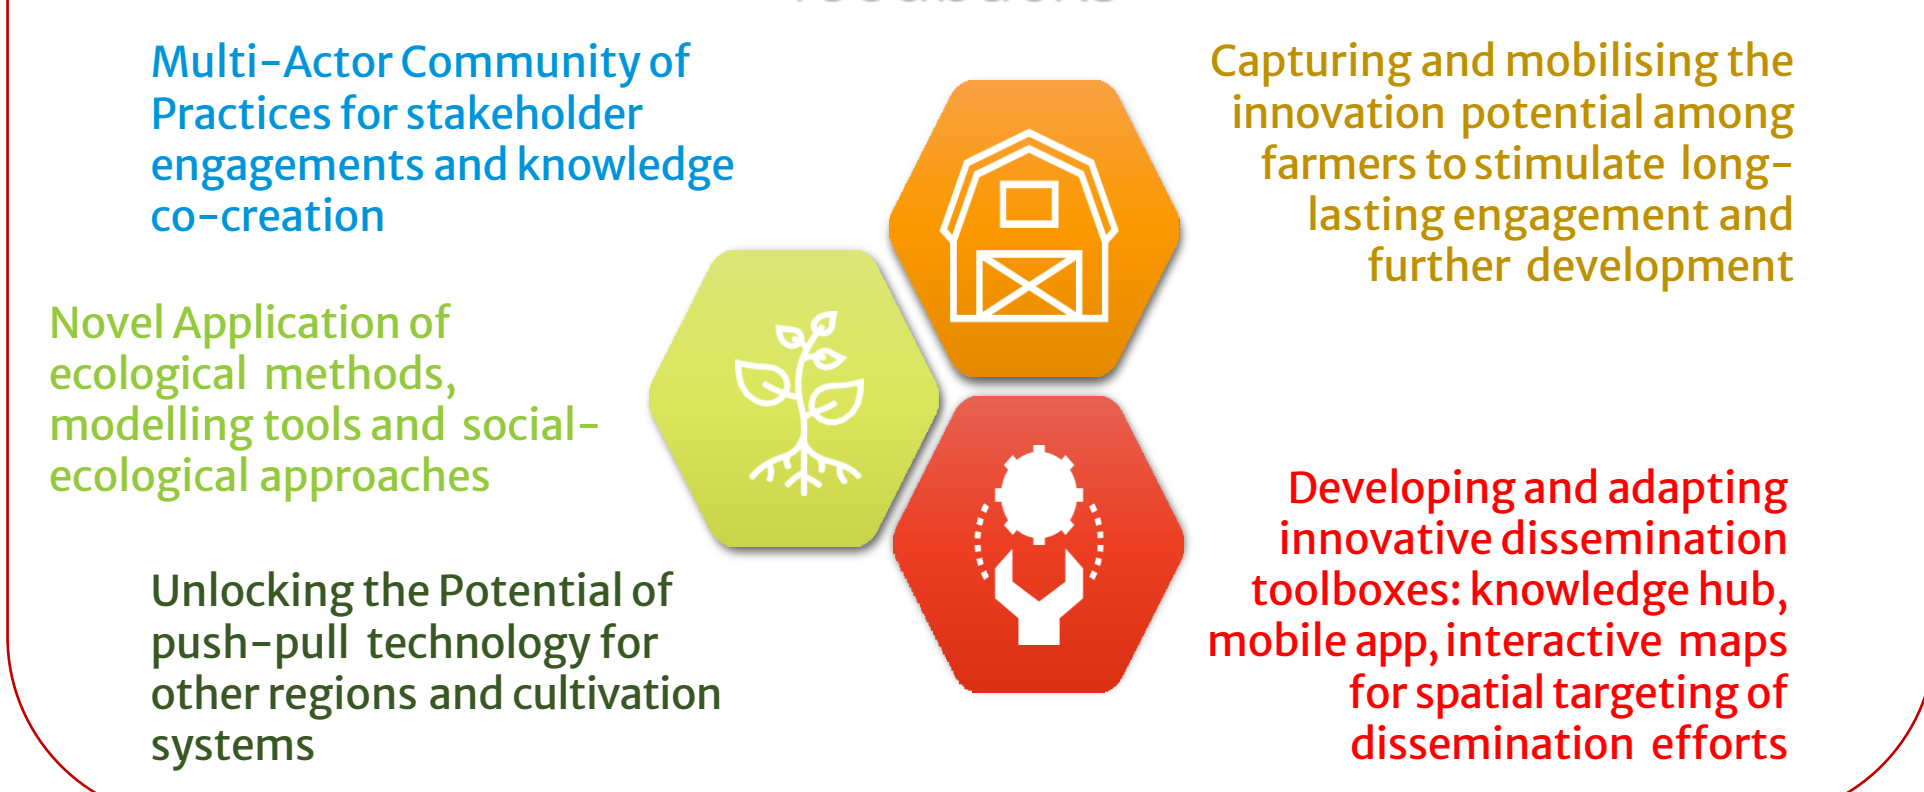 Multi-Actor Community of
Practices for stakeholder
engagements and knowledge
co-creation
Novel Application of
ecological methods,
modelling tools and social-
ecological approaches
Unlocking the Potential of
push-pull technology for
other regions and cultivation
systems
Capturing and mobilising the
innovation potential among
farmers to stimulate long-
lasting engagement and
further development
Developing and adapting
innovative dissemination
toolboxes: knowledge hub,
mobile app, interactive maps
for spatial targeting of
dissemination efforts